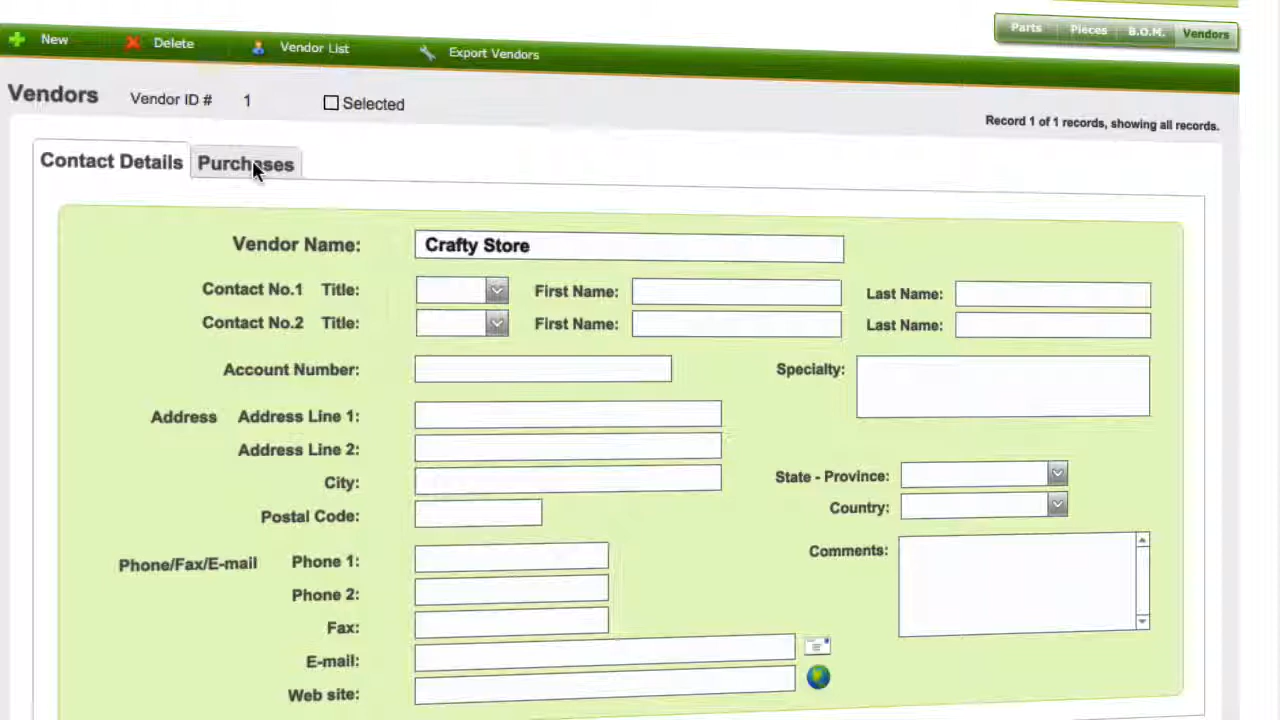 Parts Pieces B.O.M. Vendors
New Delete Vendor List Export Vendors
Vendors Vendor ID # 1 Selected
Record 1 of 1 records, showing all records.
Contact Details Purchases
Vendor Name: Crafty Store
Contact No.1 Title: First Name: Last Name:
Contact No.2 Title: First Name: Last Name:
Account Number: Specialty:
Address Address Line 1:
Address Line 2:
City: State - Province:
Postal Code: Country:
Phone/Fax/E-mail Phone 1: Comments:
Phone 2:
Fax:
E-mail:
Web site: